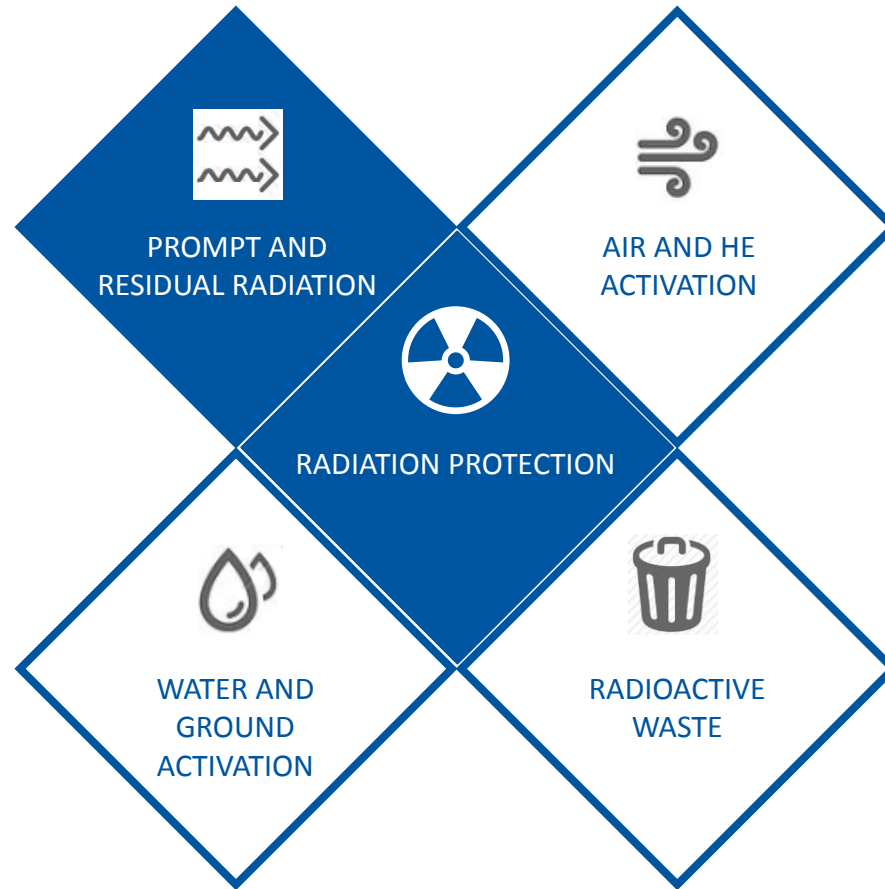 PROMPT AND
RESIDUAL RADIATION
AIR AND HE
ACTIVATION
RADIATION PROTECTION
WATER AND
GROUND
ACTIVATION
RADIOACTIVE
WASTE